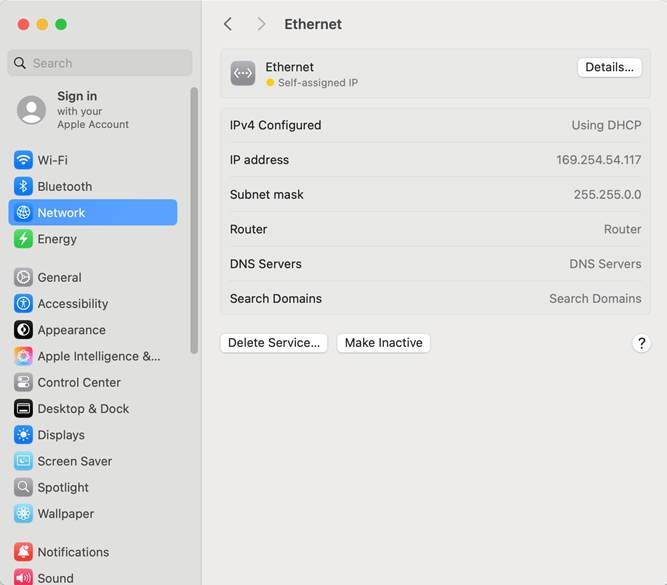 Search
Sign in
with your
Apple Account
Wi-Fi
Bluetooth
Network
Energy
General
Accessibility
Appearance
Apple Intelligence &...
Control Center
Desktop & Dock
Displays
Screen Saver
Spotlight
Wallpaper
Notifications
Sound
Ethernet
Ethernet
Self-assigned IP
Details...
IPv4 Configured Using DHCP
IP address 169.254.54.117
Subnet mask 255.255.0.0
Router Router
DNS Servers DNS Servers
Search Domains Search Domains
Delete Service... Make Inactive ?